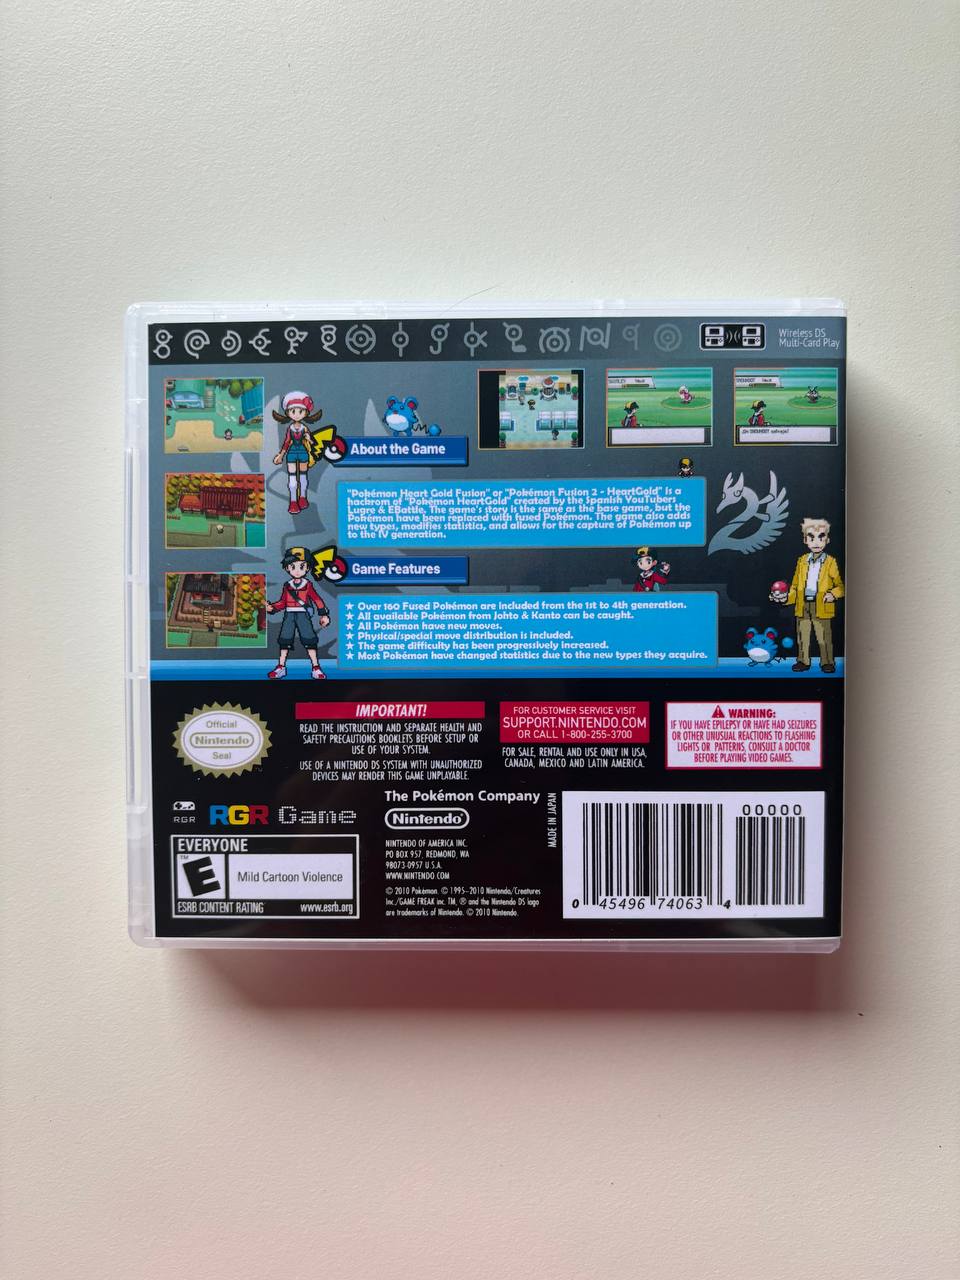 Wireless DS
Multi-Card Play
About the Game
"Pokémon Heart Gold Fusion" or "Pokémon Fusion 2 - HeartGold" is a
hackrom of "Pokémon HeartGold" created by the Spanish YouTubers
Lugre & EBattle. The game's story is the same as the base game, but the
Pokémon have been replaced with fused Pokémon. The game also adds
new types, modifies statistics, and allows for the capture of Pokémon up
to the IV generation.
Game Features
★ Over 160 Fused Pokémon are included from the 1st to 4th generation.
★ All available Pokémon from Johto & Kanto can be caught.
★ All Pokémon have new moves.
★ Physical/special move distribution is included.
★ The game difficulty has been progressively increased.
★ Most Pokémon have changed statistics due to the new types they acquire.
Official
Nintendo
Seal
™
IMPORTANT!
READ THE INSTRUCTION AND SEPARATE HEALTH AND
SAFETY PRECAUTIONS BOOKLETS BEFORE SETUP OR
USE OF YOUR SYSTEM.
USE OF A NINTENDO DS SYSTEM WITH UNAUTHORIZED
DEVICES MAY RENDER THIS GAME UNPLAYABLE.
FOR CUSTOMER SERVICE VISIT
SUPPORT.NINTENDO.COM
OR CALL 1-800-255-3700
FOR SALE, RENTAL AND USE ONLY IN USA,
CANADA, MEXICO AND LATIN AMERICA.
WARNING:
IF YOU HAVE EPILEPSY OR HAVE HAD SEIZURES
OR OTHER UNUSUAL REACTIONS TO FLASHING
LIGHTS OR PATTERNS, CONSULT A DOCTOR
BEFORE PLAYING VIDEO GAMES.
RGR
RGR Game
EVERYONE
™
E
Mild Cartoon Violence
ESRB CONTENT RATING www.esrb.org
The Pokémon Company
Nintendo®
NINTENDO OF AMERICA INC.
PO BOX 957, REDMOND, WA
98073-0957 U.S.A.
WWW.NINTENDO.COM
© 2010 Pokémon. © 1995-2010 Nintendo/Creatures
Inc./GAME FREAK inc. TM, ® and the Nintendo DS logo
are trademarks of Nintendo. © 2010 Nintendo.
MADE IN JAPAN
00000
0 45496 74063 4